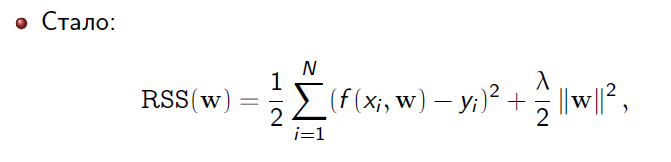 Стало:
RSS(w) = 1/2 ∑_{i=1}^{N} (f(x_i, w) − y_i)² + λ/2 ‖w‖²,